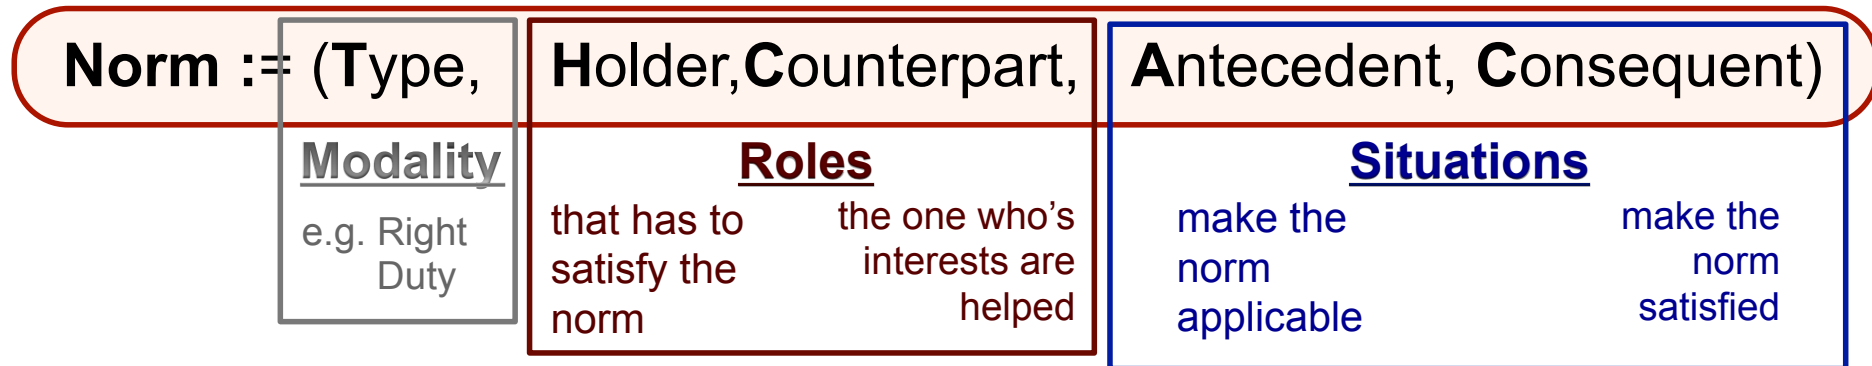 Norm := (Type, Holder,Counterpart, Antecedent, Consequent)
Modality
e.g. Right
Duty
Roles
that has to
satisfy the
norm
the one who's
interests are
helped
Situations
make the
norm
applicable
make the
norm
satisfied